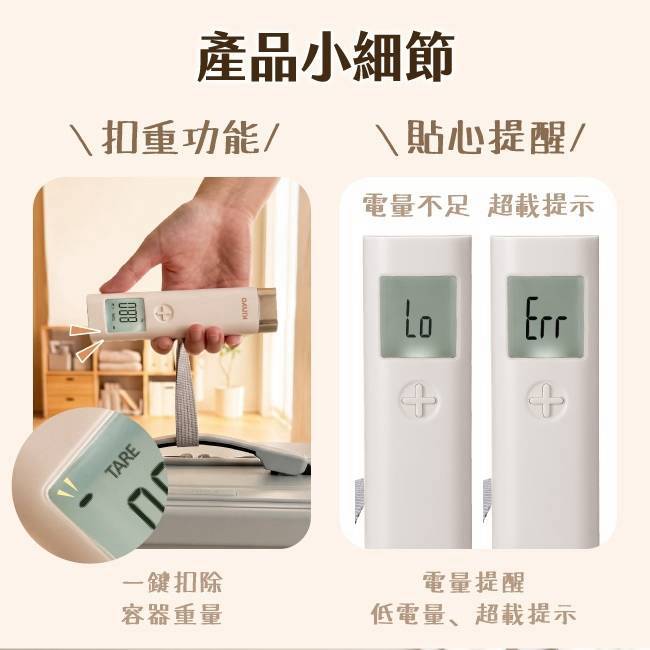 產品小細節
\扣重功能/
\貼心提醒/
電量不足 超載提示
Lo
Err
TARE
一鍵扣除
容器重量
電量提醒
低電量、超載提示